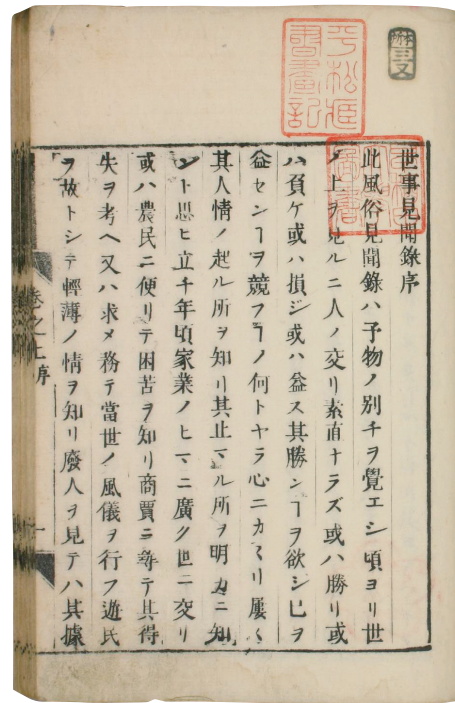 世事見聞錄序
此風俗見聞錄ハ予物ノ別チヲ覺エシ頃ヨリ世
ノ上ヲ見ルニ人ノ交リ素直ナラズ或ハ勝リ或
ハ負ケ或ハ損ジ或ハ益ス其勝ンヿヲ欲シ己ヲ
益センヿヲ競フヿノ何トヤラ心ニカヽリ屢〻
其人情ノ起ル所ヲ知リ其止マル所ヲ明カニ知
ント思ヒ立千年頃家業ノヒマニ廣ク世ニ交リ
或ハ農民ニ便リテ困苦ヲ知リ商賈ニ尋テ其得
失ヲ考ヘ又ハ求メ務テ當世ノ風儀ヲ行フ遊民
ヲ故トシテ輕薄ノ情ヲ知リ廢人ヲ見テハ其據
卷之 序
一